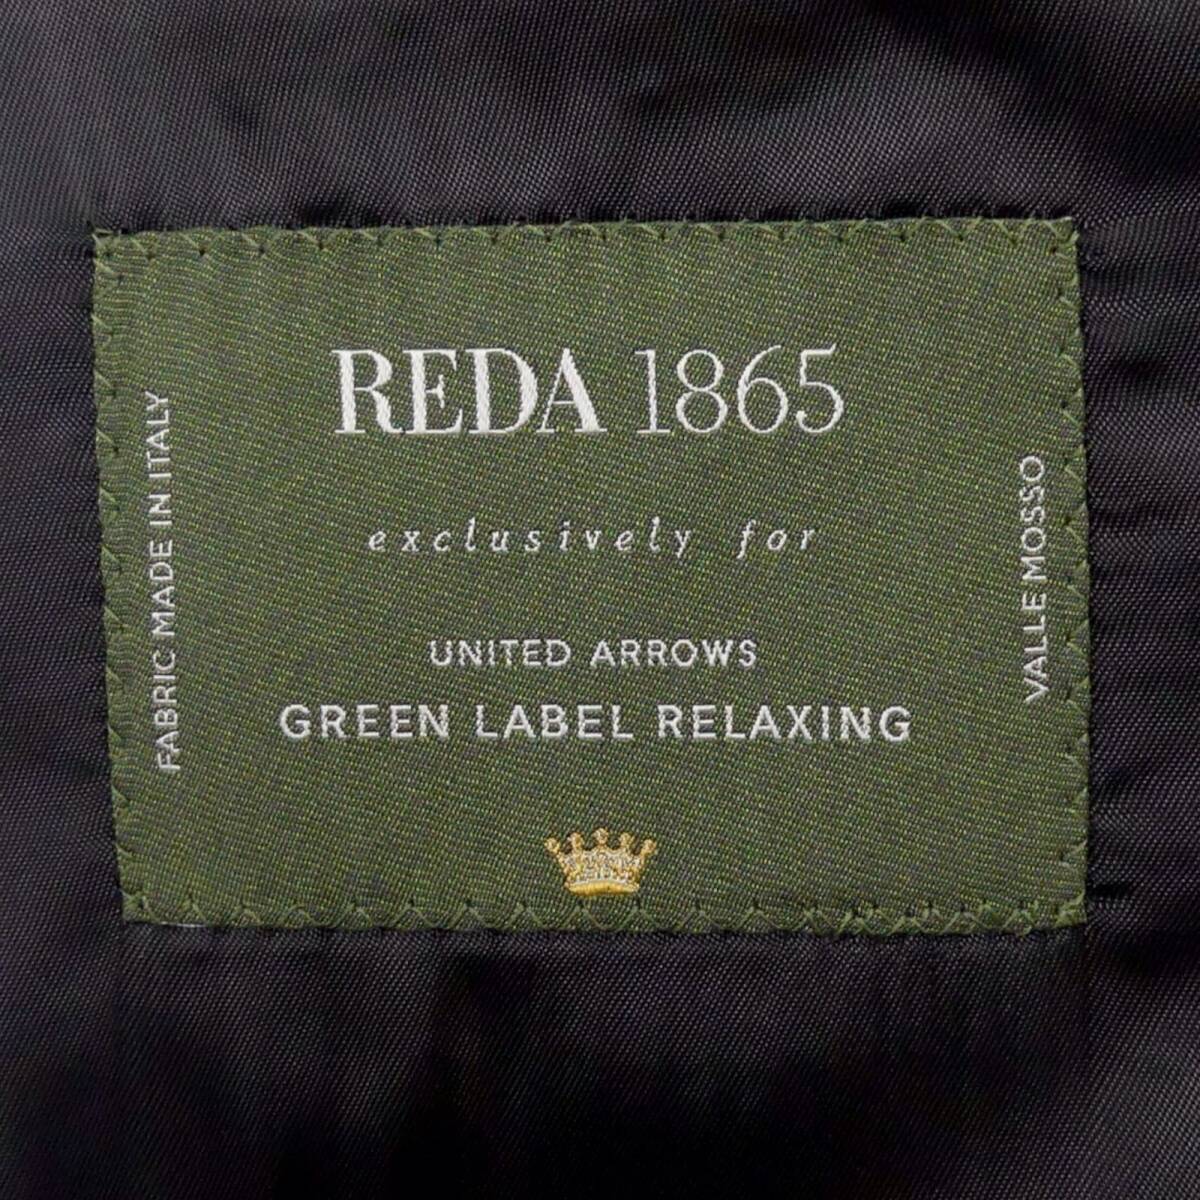 REDA 1865
exclusively for
UNITED ARROWS
GREEN LABEL RELAXING
FABRIC MADE IN ITALY
VALLE MOSSO